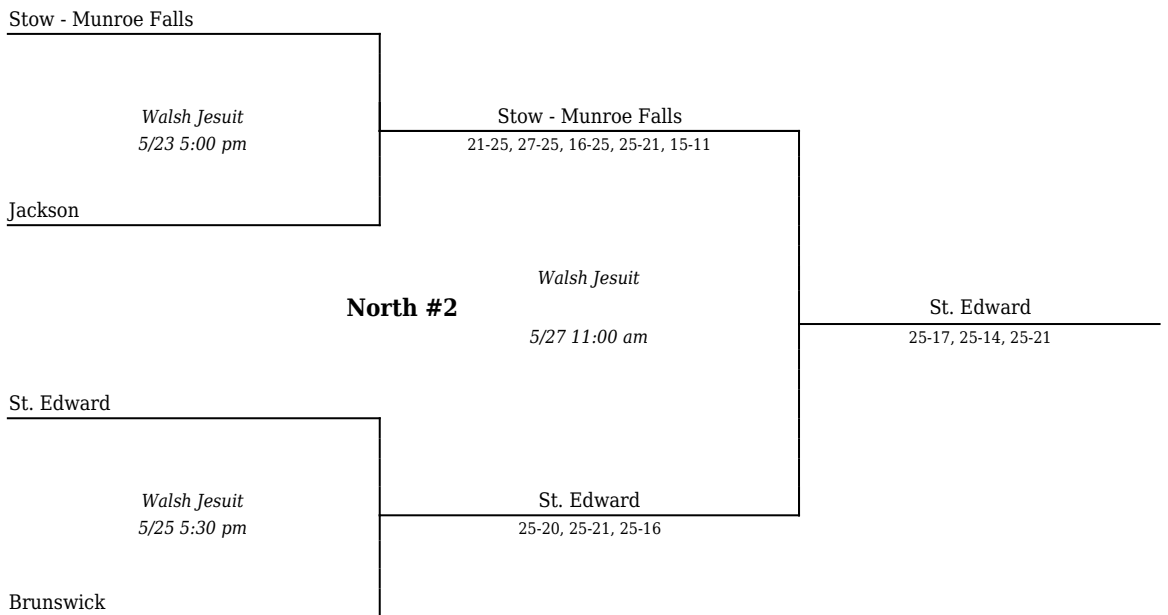 Stow - Munroe Falls
Walsh Jesuit
5/23 5:00 pm
Stow - Munroe Falls
21-25, 27-25, 16-25, 25-21, 15-11
Jackson
Walsh Jesuit
North #2
5/27 11:00 am
St. Edward
25-17, 25-14, 25-21
St. Edward
Walsh Jesuit
5/25 5:30 pm
St. Edward
25-20, 25-21, 25-16
Brunswick